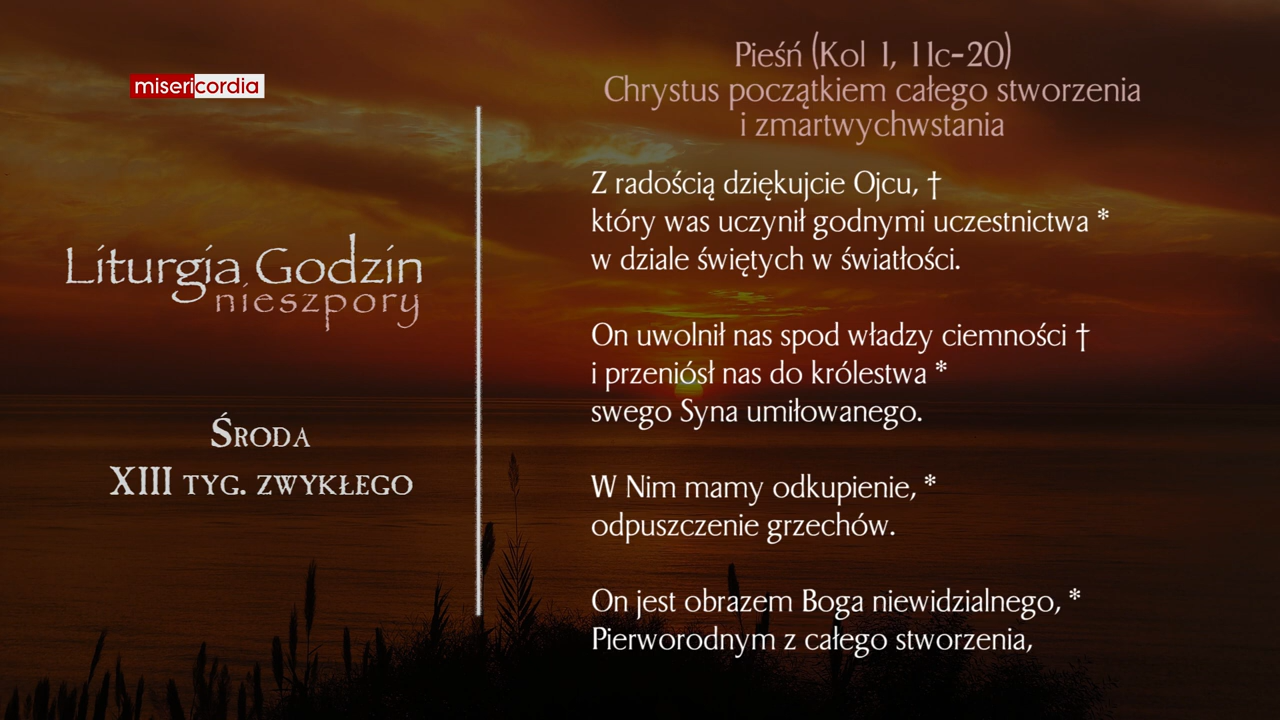 misericordia
Liturgia Godzin
nieszpory
Środa
XIII tyg. zwykłego
Pieśń (Kol 1, 11c-20)
Chrystus początkiem całego stworzenia
i zmartwychwstania
Z radością dziękujcie Ojcu, †
który was uczynił godnymi uczestnictwa *
w dziale świętych w światłości.
On uwolnił nas spod władzy ciemności †
i przeniósł nas do królestwa *
swego Syna umiłowanego.
W Nim mamy odkupienie, *
odpuszczenie grzechów.
On jest obrazem Boga niewidzialnego, *
Pierworodnym z całego stworzenia,